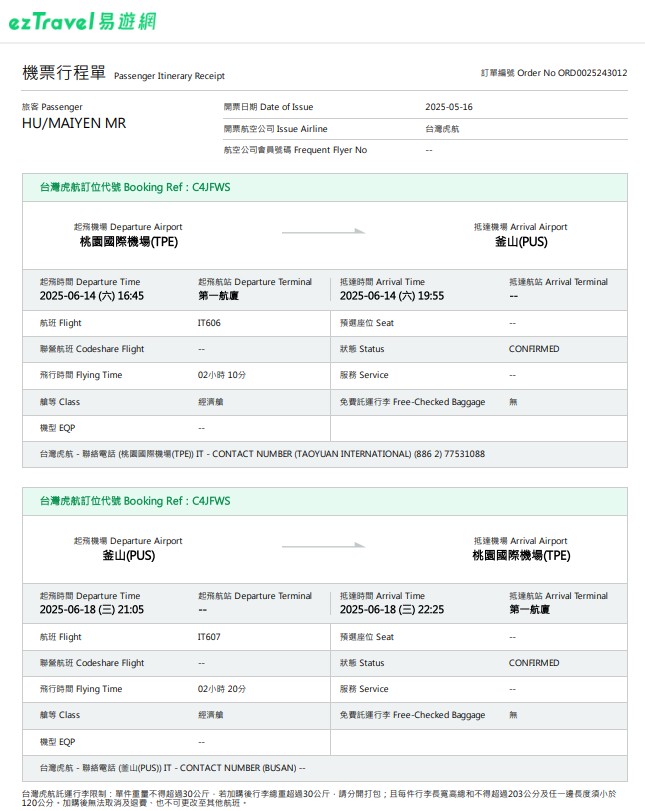 ezTravel易遊網
機票行程單 Passenger Itinerary Receipt
訂單編號 Order No ORD0025243012
旅客 Passenger
HU/MAIYEN MR
開票日期 Date of Issue 2025-05-16
開票航空公司 Issue Airline 台灣虎航
航空公司會員號碼 Frequent Flyer No --
台灣虎航訂位代號 Booking Ref : C4JFWS
起飛機場 Departure Airport 抵達機場 Arrival Airport
桃園國際機場(TPE) 釜山(PUS)
起飛時間 Departure Time 起飛航站 Departure Terminal 抵達時間 Arrival Time 抵達航站 Arrival Terminal
2025-06-14 (六) 16:45 第一航廈 2025-06-14 (六) 19:55 --
航班 Flight IT606 預選座位 Seat --
聯營航班 Codeshare Flight -- 狀態 Status CONFIRMED
飛行時間 Flying Time 02小時 10分 服務 Service --
艙等 Class 經濟艙 免費託運行李 Free-Checked Baggage 無
機型 EQP --
台灣虎航 - 聯絡電話 (桃園國際機場(TPE)) IT - CONTACT NUMBER (TAOYUAN INTERNATIONAL) (886 2) 77531088
台灣虎航訂位代號 Booking Ref : C4JFWS
起飛機場 Departure Airport 抵達機場 Arrival Airport
釜山(PUS) 桃園國際機場(TPE)
起飛時間 Departure Time 起飛航站 Departure Terminal 抵達時間 Arrival Time 抵達航站 Arrival Terminal
2025-06-18 (三) 21:05 -- 2025-06-18 (三) 22:25 第一航廈
航班 Flight IT607 預選座位 Seat --
聯營航班 Codeshare Flight -- 狀態 Status CONFIRMED
飛行時間 Flying Time 02小時 20分 服務 Service --
艙等 Class 經濟艙 免費託運行李 Free-Checked Baggage 無
機型 EQP --
台灣虎航 - 聯絡電話 (釜山(PUS)) IT - CONTACT NUMBER (BUSAN) --
台灣虎航託運行李限制：單件重量不得超過30公斤，若加購後行李總重超過30公斤，請分開打包；且每件行李長寬高總和不得超過203公分及任一邊長度須小於
120公分。加購後無法取消及退費，也不可更改至其他航班。